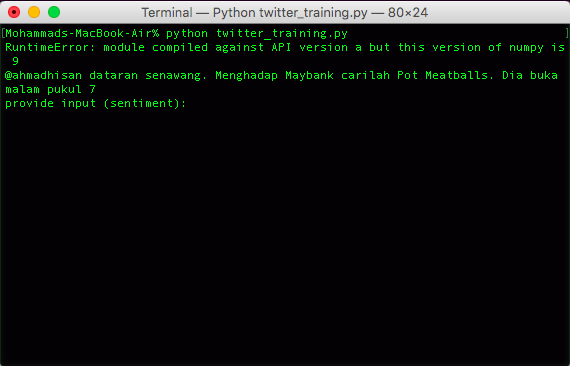 Terminal — Python twitter_training.py — 80×24
[Mohammads-MacBook-Air% python twitter_training.py ]
RuntimeError: module compiled against API version a but this version of numpy is
 9
@ahmadhisan dataran senawang. Menghadap Maybank carilah Pot Meatballs. Dia buka
malam pukul 7
provide input (sentiment):